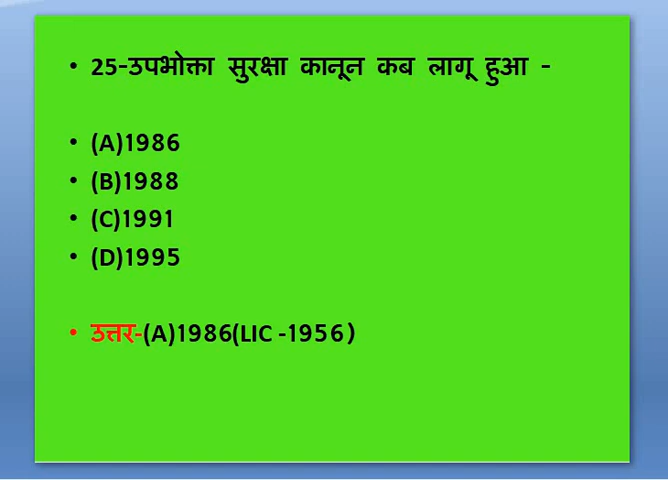 • 25-उपभोक्ता सुरक्षा कानून कब लागू हुआ -
• (A)1986
• (B)1988
• (C)1991
• (D)1995
• उत्तर-(A)1986(LIC -1956)